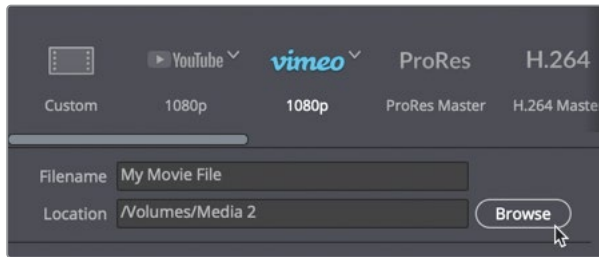 YouTube vimeo ProRes H.264
Custom 1080p 1080p ProRes Master H.264 Maste
Filename My Movie File
Location /Volumes/Media 2 Browse